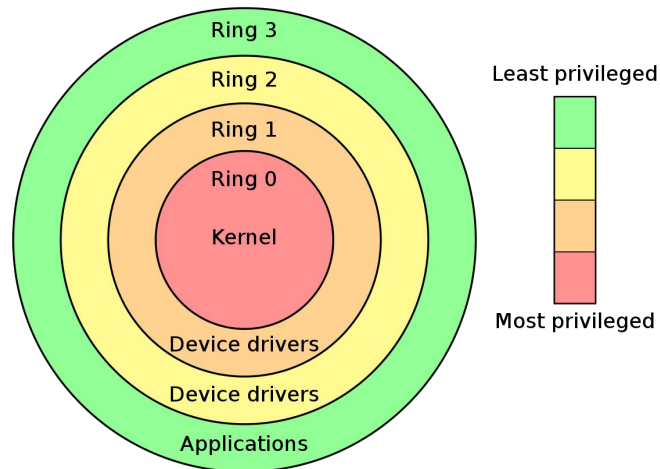 Ring 3
Ring 2
Ring 1
Ring 0
Kernel
Device drivers
Device drivers
Applications
Least privileged
Most privileged